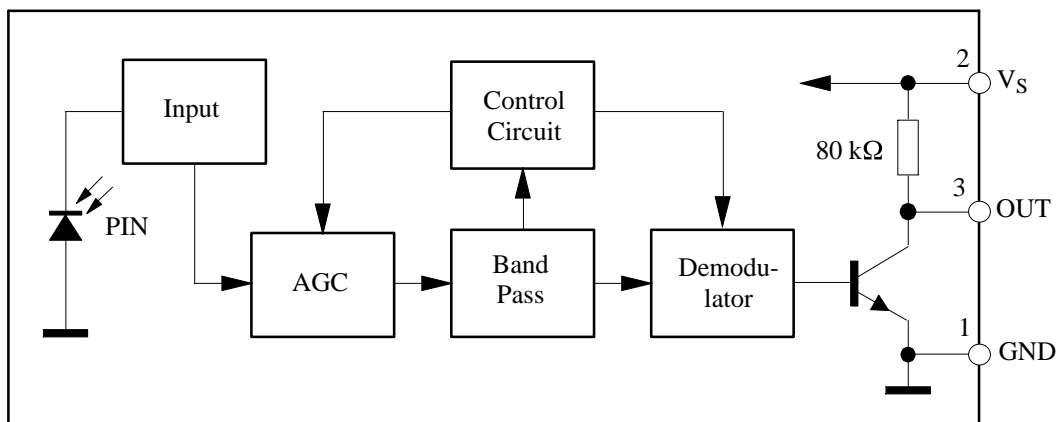 Input
Control
Circuit
2
V_S
80 kΩ
3
OUT
PIN
AGC
Band
Pass
Demodu-
lator
1
GND